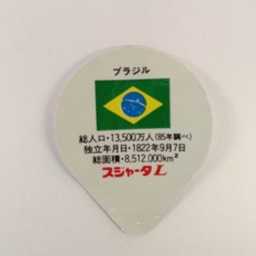 ブラジル
総人口・13,500万人(85年調べ)
独立年月日・1822年9月7日
総面積・8,512,000km²
スジャータL